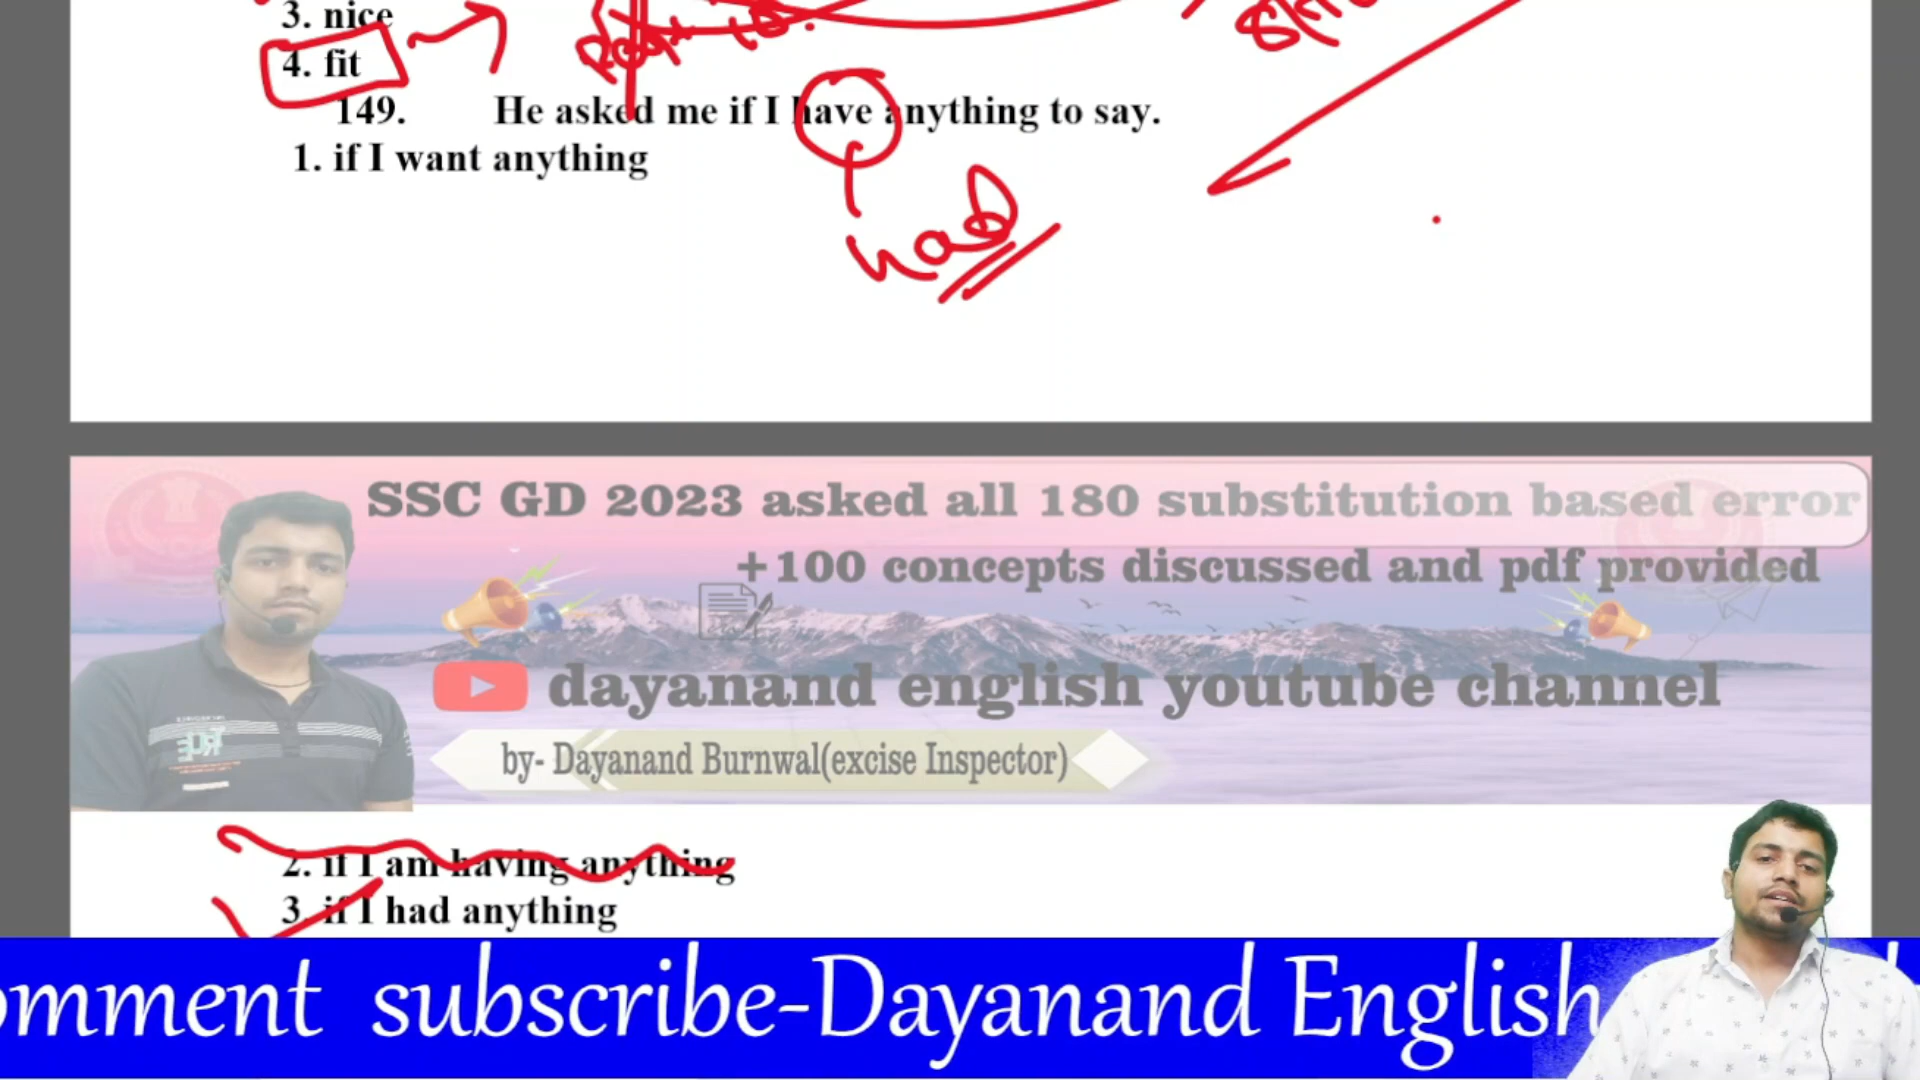 3. nice
4. fit
149. He asked me if I have anything to say.
1. if I want anything
had
SSC GD 2023 asked all 180 substitution based error
+100 concepts discussed and pdf provided
dayanand english youtube channel
by- Dayanand Burnwal(excise Inspector)
2. if I am having anything
3. if I had anything
omment subscribe-Dayanand English